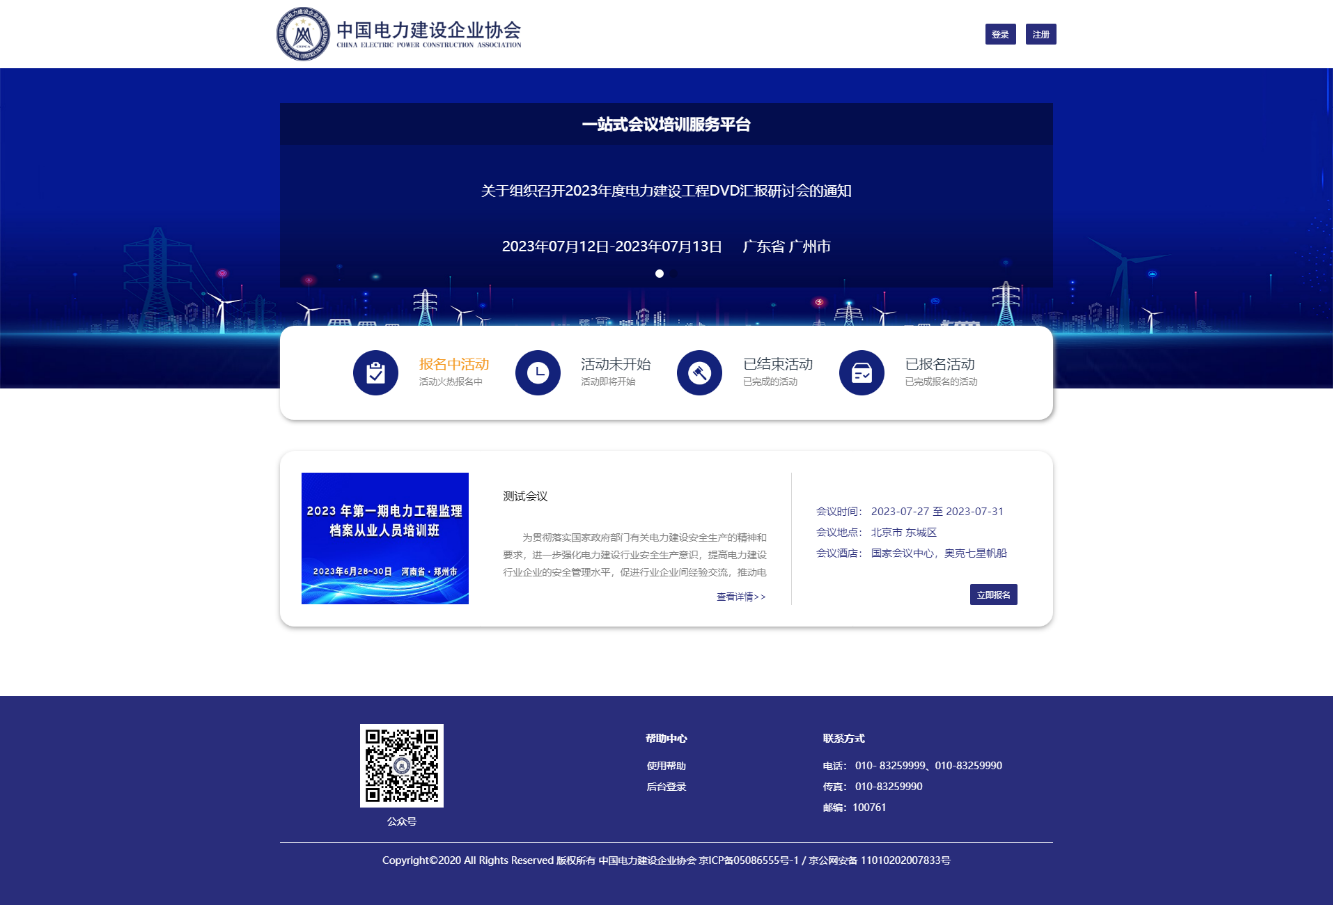 中国电力建设企业协会
CHINA ELECTRIC POWER CONSTRUCTION ASSOCIATION
登录
注册
一站式会议培训服务平台
关于组织召开2023年度电力建设工程DVD汇报研讨会的通知
2023年07月12日-2023年07月13日 广东省 广州市
报名中活动
活动火热报名中
活动未开始
活动即将开始
已结束活动
已完成的活动
已报名活动
已完成报名的活动
2023 年第一期电力工程监理
档案从业人员培训班
2023年6月28~30日 河南省·郑州市
测试会议
为贯彻落实国家政府部门有关电力建设安全生产的精神和
要求，进一步强化电力建设行业安全生产意识，提高电力建设
行业企业的安全管理水平，促进行业企业间经验交流，推动电
查看详情>>
会议时间： 2023-07-27 至 2023-07-31
会议地点： 北京市 东城区
会议酒店： 国家会议中心，奥克七星帆船
立即报名
公众号
帮助中心
使用帮助
后台登录
联系方式
电话： 010- 83259999、010-83259990
传真： 010-83259990
邮编：100761
Copyright©2020 All Rights Reserved 版权所有 中国电力建设企业协会 京ICP备05086555号-1 / 京公网安备 11010202007833号